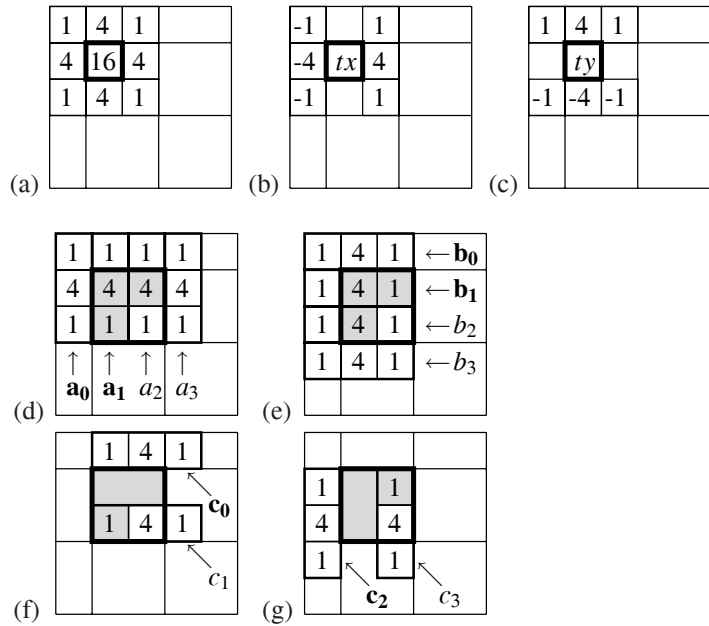 1 4 1 -1 1 1 4 1
4 16 4 -4 tx 4 ty
1 4 1 -1 1 -1 -4 -1
(a) (b) (c)
1 1 1 1 1 4 1 ←b₀
4 4 4 4 1 4 1 ←b₁
1 1 1 1 1 4 1 ←b₂
↑ ↑ ↑ ↑ 1 4 1 ←b₃
a₀ a₁ a₂ a₃
(d) (e)
1 4 1
c₀ 1 1
1 4 1 4 4
1 1
c₁ c₂ c₃
(f) (g)